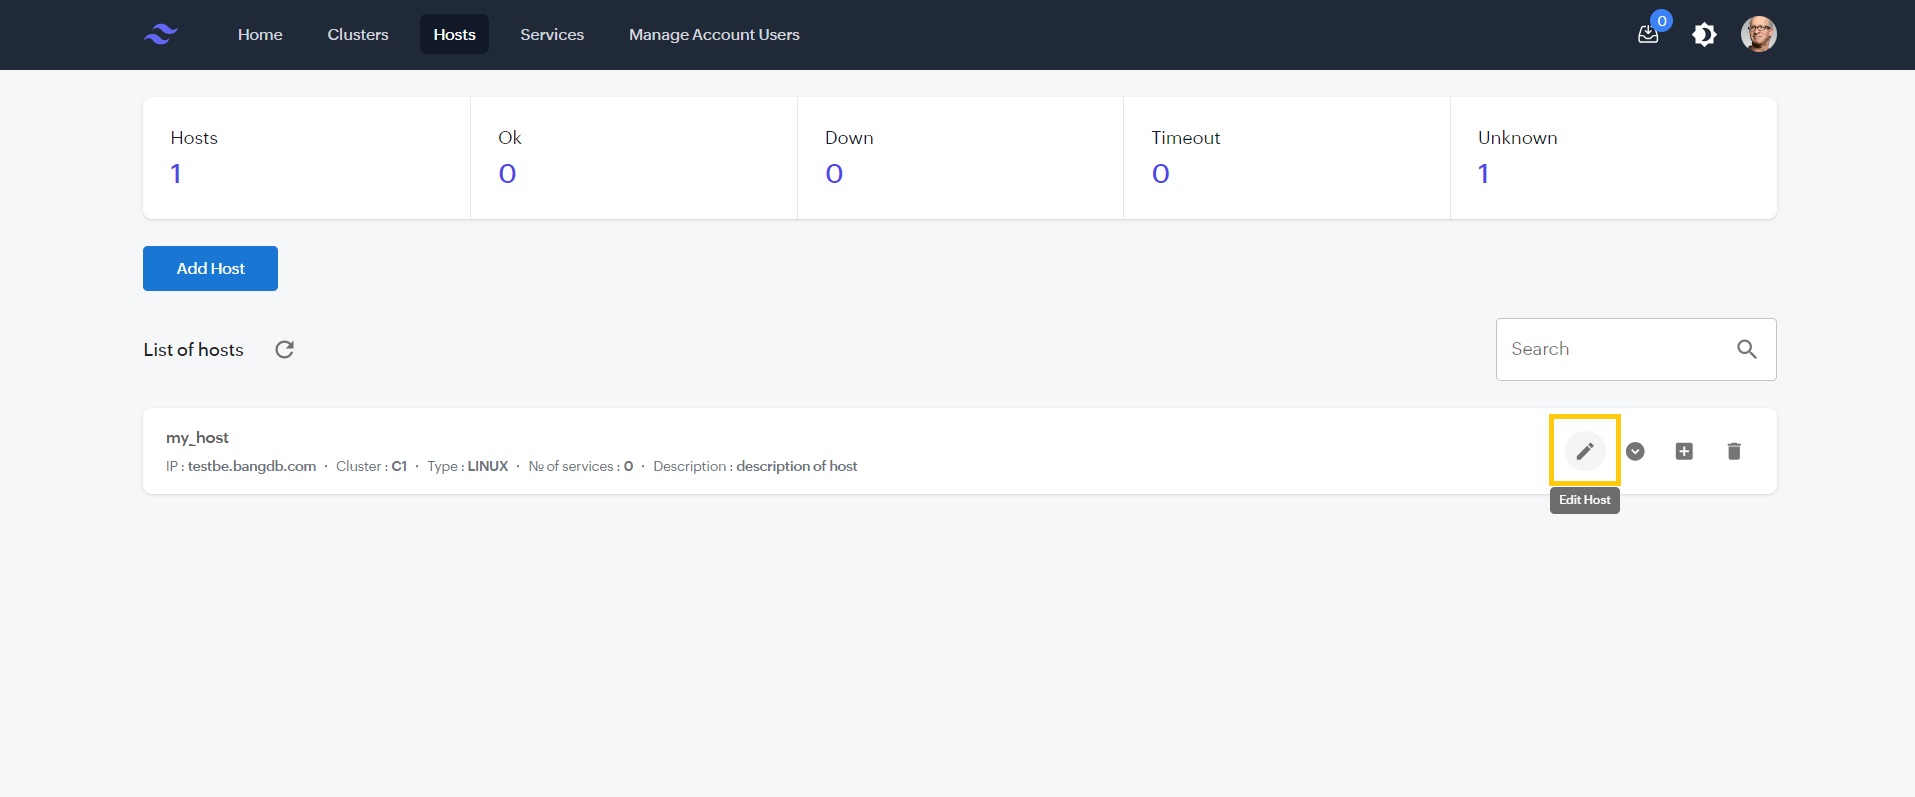 Home Clusters Hosts Services Manage Account Users 0
Hosts Ok Down Timeout Unknown
1 0 0 0 1
Add Host
List of hosts Search
my_host
IP : testbe.bangdb.com · Cluster : C1 · Type : LINUX · № of services : 0 · Description : description of host
Edit Host